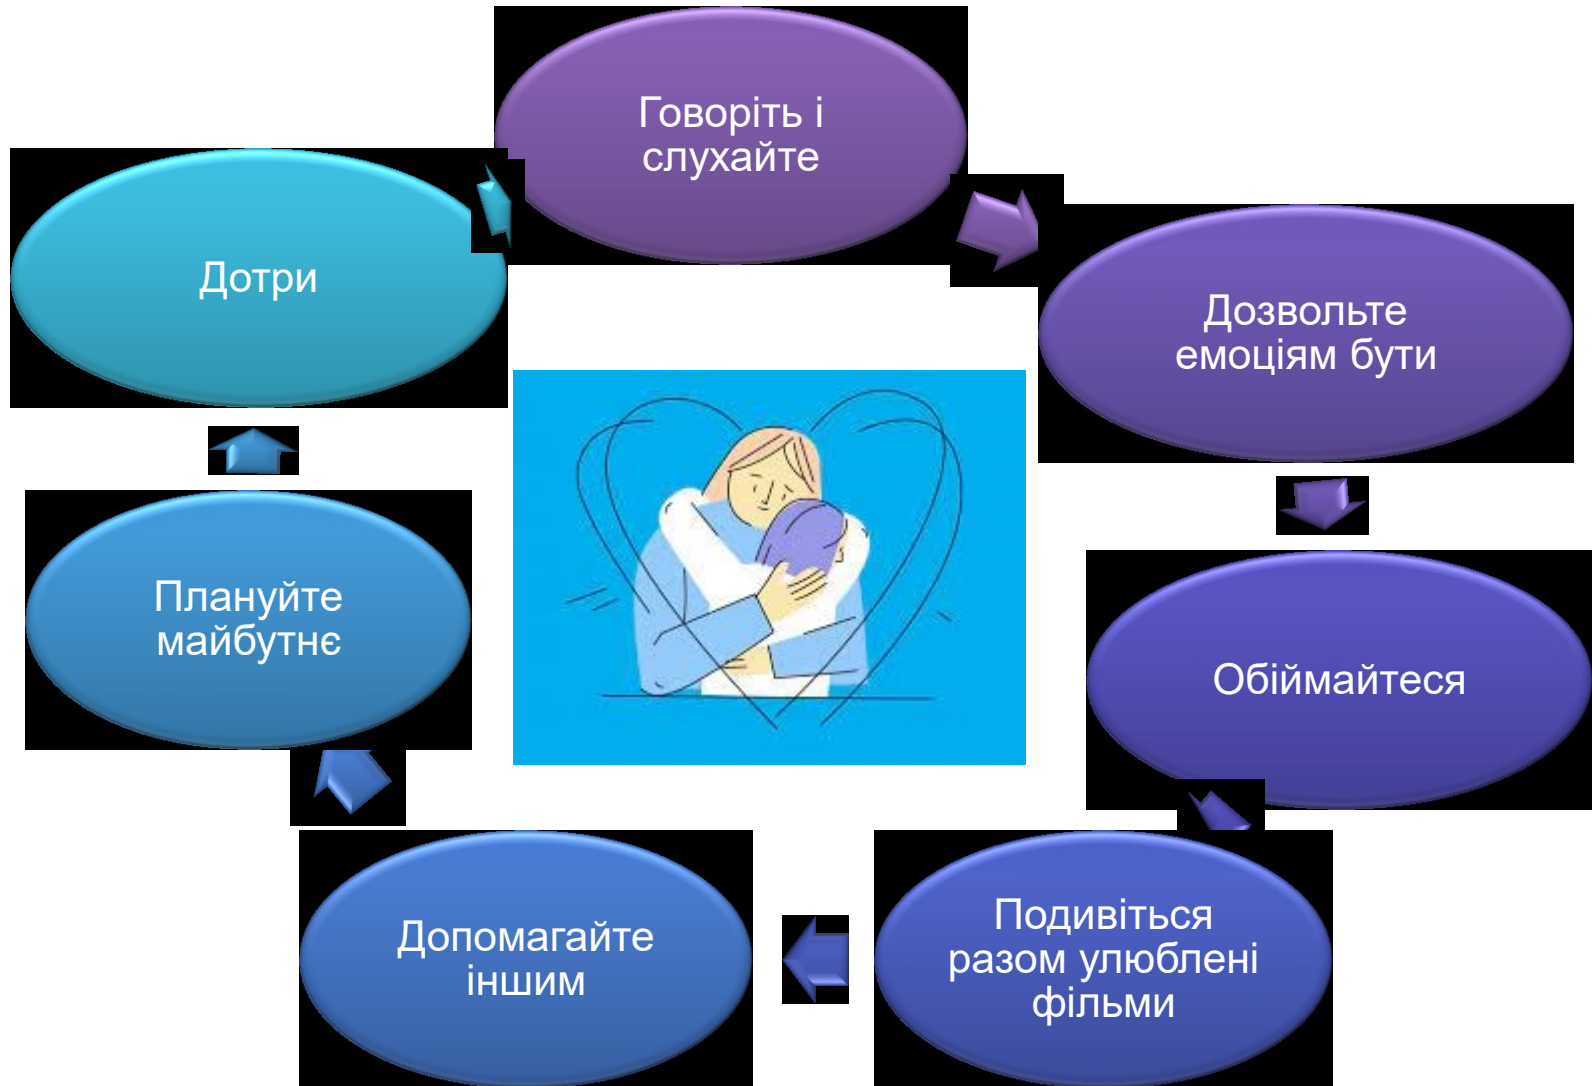 Говоріть і
слухайте
Дозвольте
емоціям бути
Обіймайтеся
Подивіться
разом улюблені
фільми
Допомагайте
іншим
Плануйте
майбутнє
Дотри